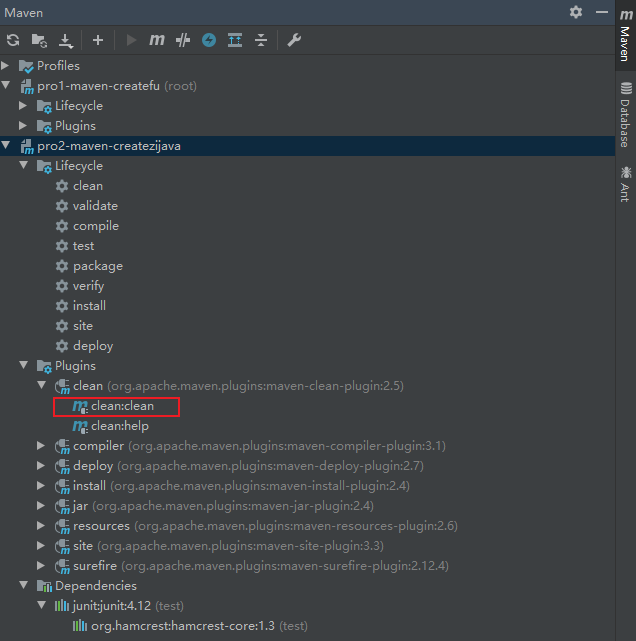 Maven
Profiles
pro1-maven-createfu (root)
Lifecycle
Plugins
pro2-maven-createzijava
Lifecycle
clean
validate
compile
test
package
verify
install
site
deploy
Plugins
clean (org.apache.maven.plugins:maven-clean-plugin:2.5)
clean:clean
clean:help
compiler (org.apache.maven.plugins:maven-compiler-plugin:3.1)
deploy (org.apache.maven.plugins:maven-deploy-plugin:2.7)
install (org.apache.maven.plugins:maven-install-plugin:2.4)
jar (org.apache.maven.plugins:maven-jar-plugin:2.4)
resources (org.apache.maven.plugins:maven-resources-plugin:2.6)
site (org.apache.maven.plugins:maven-site-plugin:3.3)
surefire (org.apache.maven.plugins:maven-surefire-plugin:2.12.4)
Dependencies
junit:junit:4.12 (test)
org.hamcrest:hamcrest-core:1.3 (test)
Maven
Database
Ant